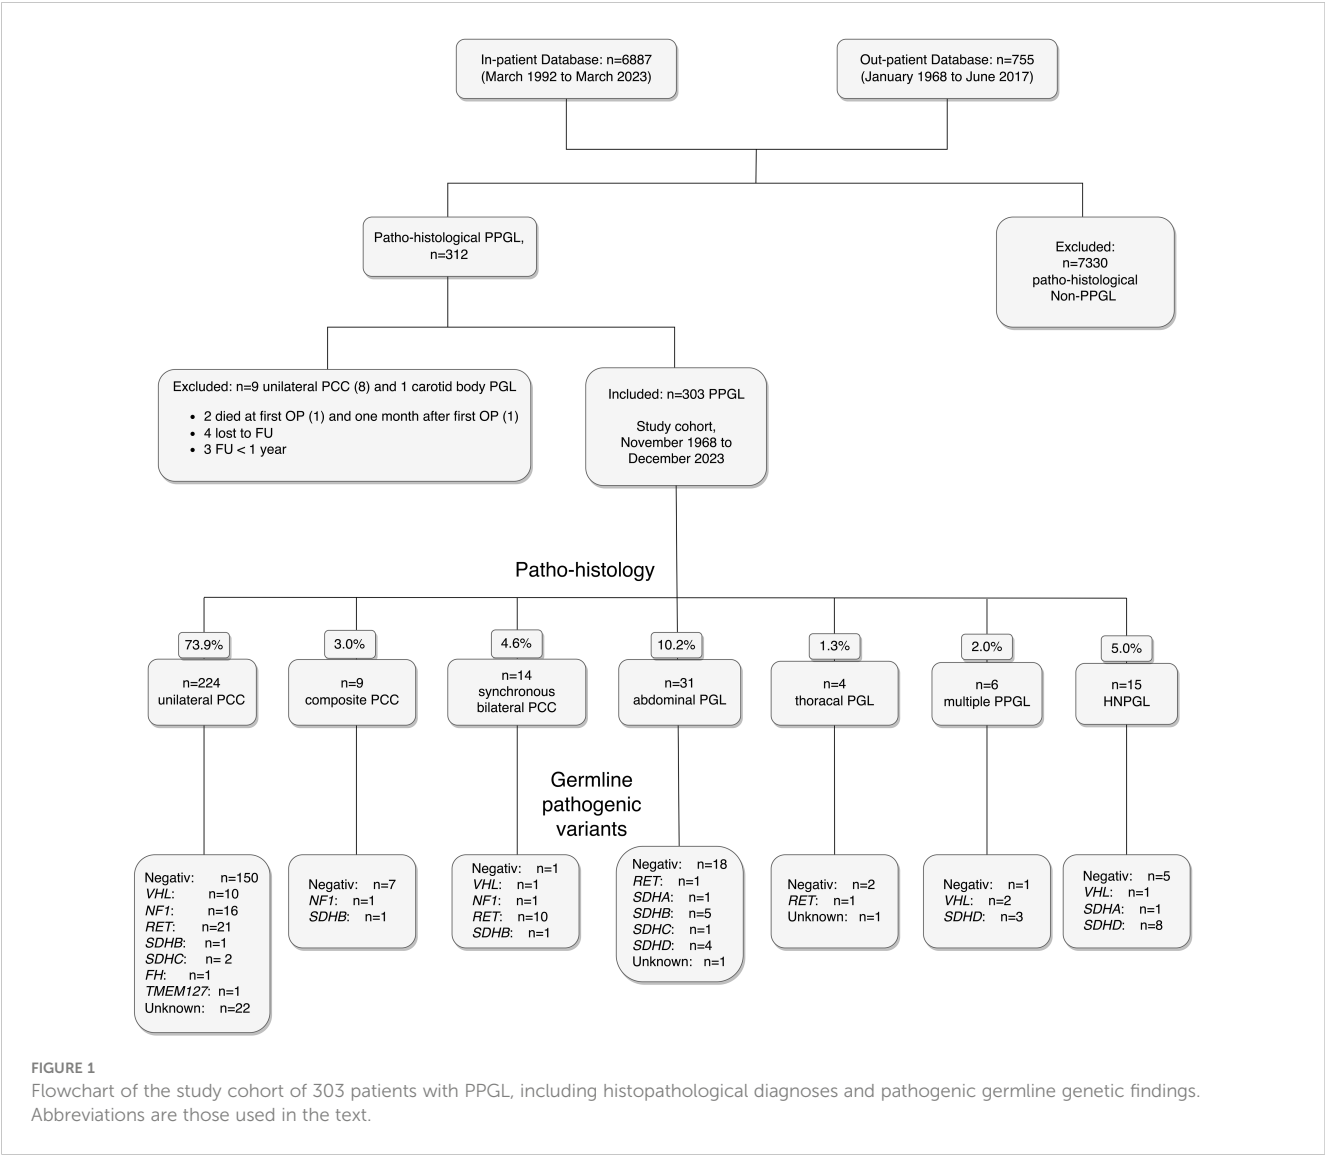 In-patient Database: n=6887
(March 1992 to March 2023)
Out-patient Database: n=755
(January 1968 to June 2017)
Patho-histological PPGL,
n=312
Excluded:
n=7330
patho-histological
Non-PPGL
Excluded: n=9 unilateral PCC (8) and 1 carotid body PGL
• 2 died at first OP (1) and one month after first OP (1)
• 4 lost to FU
• 3 FU < 1 year
Included: n=303 PPGL
Study cohort,
November 1968 to
December 2023
Patho-histology
73.9%
n=224
unilateral PCC
3.0%
n=9
composite PCC
4.6%
n=14
synchronous
bilateral PCC
10.2%
n=31
abdominal PGL
1.3%
n=4
thoracal PGL
2.0%
n=6
multiple PPGL
5.0%
n=15
HNPGL
Germline
pathogenic
variants
Negativ: n=150
VHL: n=10
NF1: n=16
RET: n=21
SDHB: n=1
SDHC: n= 2
FH: n=1
TMEM127: n=1
Unknown: n=22
Negativ: n=7
NF1: n=1
SDHB: n=1
Negativ: n=1
VHL: n=1
NF1: n=1
RET: n=10
SDHB: n=1
Negativ: n=18
RET: n=1
SDHA: n=1
SDHB: n=5
SDHC: n=1
SDHD: n=4
Unknown: n=1
Negativ: n=2
RET: n=1
Unknown: n=1
Negativ: n=1
VHL: n=2
SDHD: n=3
Negativ: n=5
VHL: n=1
SDHA: n=1
SDHD: n=8
FIGURE 1
Flowchart of the study cohort of 303 patients with PPGL, including histopathological diagnoses and pathogenic germline genetic findings.
Abbreviations are those used in the text.